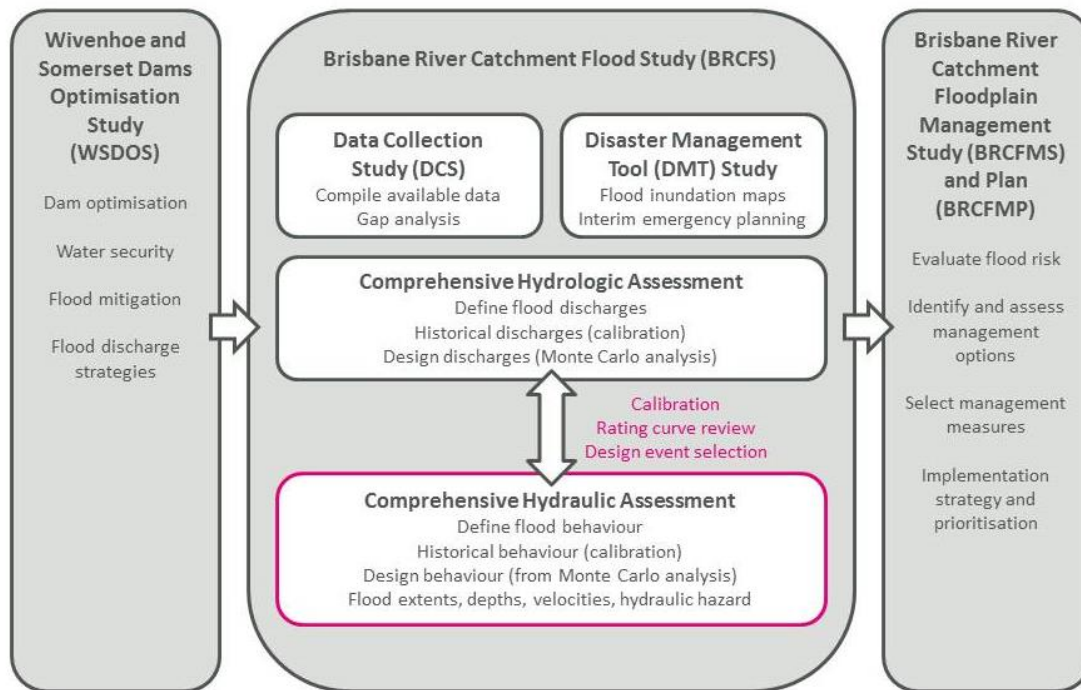 Wivenhoe and
Somerset Dams
Optimisation
Study
(WSDOS)
Dam optimisation
Water security
Flood mitigation
Flood discharge
strategies
Brisbane River Catchment Flood Study (BRCFS)
Data Collection
Study (DCS)
Compile available data
Gap analysis
Disaster Management
Tool (DMT) Study
Flood inundation maps
Interim emergency planning
Comprehensive Hydrologic Assessment
Define flood discharges
Historical discharges (calibration)
Design discharges (Monte Carlo analysis)
Calibration
Rating curve review
Design event selection
Comprehensive Hydraulic Assessment
Define flood behaviour
Historical behaviour (calibration)
Design behaviour (from Monte Carlo analysis)
Flood extents, depths, velocities, hydraulic hazard
Brisbane River
Catchment
Floodplain
Management
Study (BRCFMS)
and Plan
(BRCFMP)
Evaluate flood risk
Identify and assess
management
options
Select management
measures
Implementation
strategy and
prioritisation